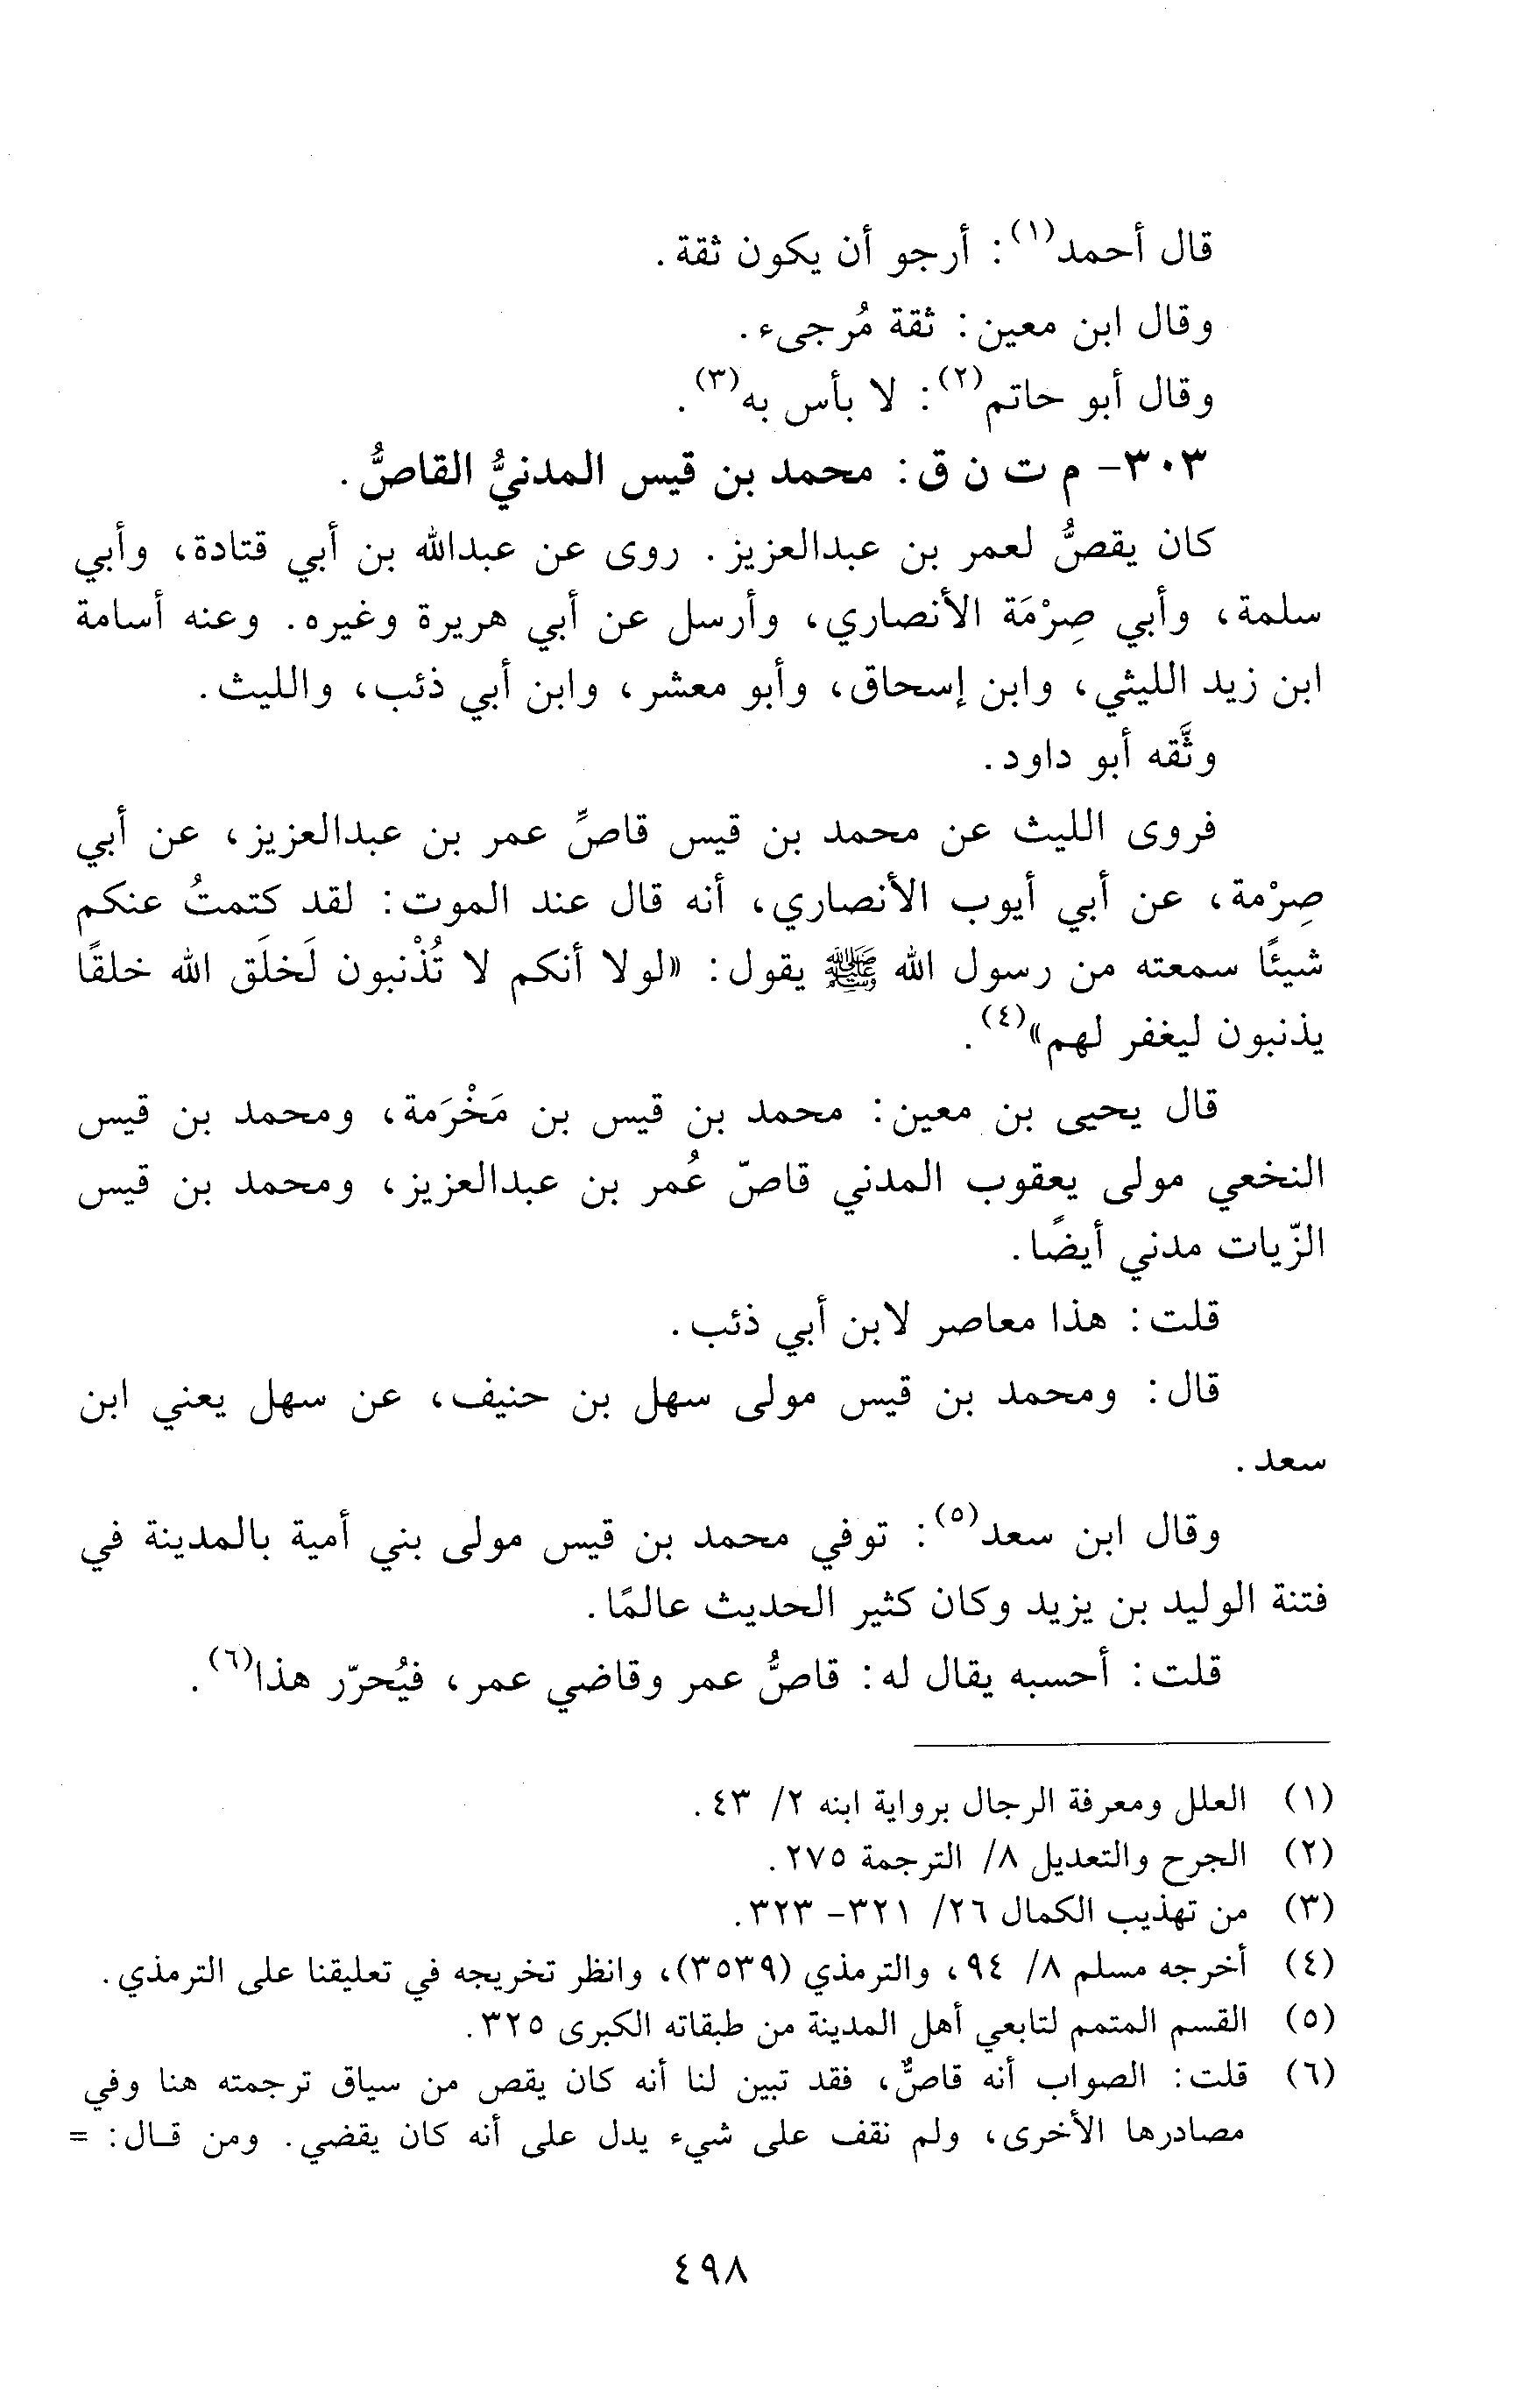 قال أحمد(١): أرجو أن يكون ثقة.
وقال ابن معين: ثقة مُرجىء.
وقال أبو حاتم(٢): لا بأس به(٣).
٣٠٣- م ت ن ق: محمد بن قيس المدنيُّ القاصُّ.
كان يقصُّ لعمر بن عبدالعزيز. روى عن عبدالله بن أبي قتادة، وأبي
سلمة، وأبي صِرْمَة الأنصاري، وأرسل عن أبي هريرة وغيره. وعنه أسامة
ابن زيد الليثي، وابن إسحاق، وأبو معشر، وابن أبي ذئب، والليث.
وثَّقه أبو داود.
فروى الليث عن محمد بن قيس قاصِّ عمر بن عبدالعزيز، عن أبي
صِرْمة، عن أبي أيوب الأنصاري، أنه قال عند الموت: لقد كتمتُ عنكم
شيئًا سمعته من رسول الله ﷺ يقول: «لولا أنكم لا تُذْنبون لَخلَق الله خلقًا
يذنبون ليغفر لهم»(٤).
قال يحيى بن معين: محمد بن قيس بن مَخْرَمة، ومحمد بن قيس
النخعي مولى يعقوب المدني قاصّ عُمر بن عبدالعزيز، ومحمد بن قيس
الزّيات مدني أيضًا.
قلت: هذا معاصر لابن أبي ذئب.
قال: ومحمد بن قيس مولى سهل بن حنيف، عن سهل يعني ابن
سعد.
وقال ابن سعد(٥): توفي محمد بن قيس مولى بني أمية بالمدينة في
فتنة الوليد بن يزيد وكان كثير الحديث عالمًا.
قلت: أحسبه يقال له: قاصُّ عمر وقاضي عمر، فيُحرّر هذا(٦).
(١) العلل ومعرفة الرجال برواية ابنه ٢/ ٤٣.
(٢) الجرح والتعديل ٨/ الترجمة ٢٧٥.
(٣) من تهذيب الكمال ٢٦/ ٣٢١- ٣٢٣.
(٤) أخرجه مسلم ٨/ ٩٤، والترمذي (٣٥٣٩)، وانظر تخريجه في تعليقنا على الترمذي.
(٥) القسم المتمم لتابعي أهل المدينة من طبقاته الكبرى ٣٢٥.
(٦) قلت: الصواب أنه قاصٌّ، فقد تبين لنا أنه كان يقص من سياق ترجمته هنا وفي
مصادرها الأخرى، ولم نقف على شيء يدل على أنه كان يقضي. ومن قـال: =
٤٩٨